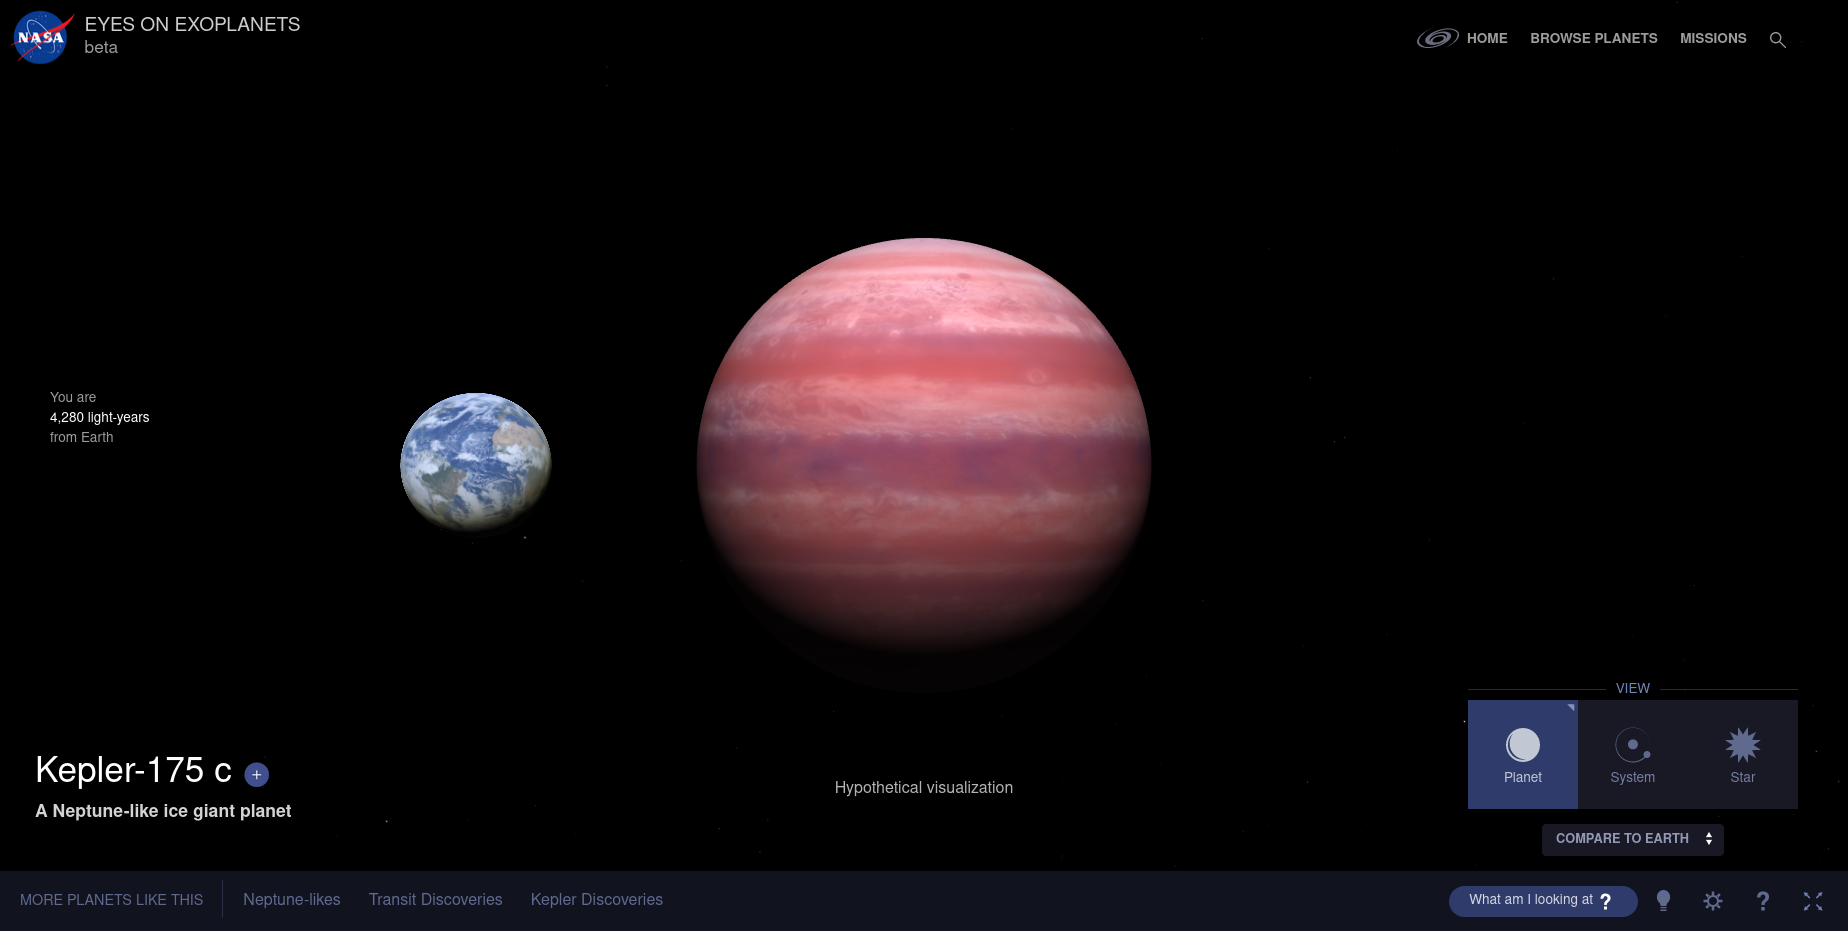 NASA
EYES ON EXOPLANETS
beta
HOME
BROWSE PLANETS
MISSIONS
You are
4,280 light-years
from Earth
Kepler-175 c +
A Neptune-like ice giant planet
Hypothetical visualization
VIEW
Planet
System
Star
COMPARE TO EARTH
MORE PLANETS LIKE THIS
Neptune-likes
Transit Discoveries
Kepler Discoveries
What am I looking at ?
?